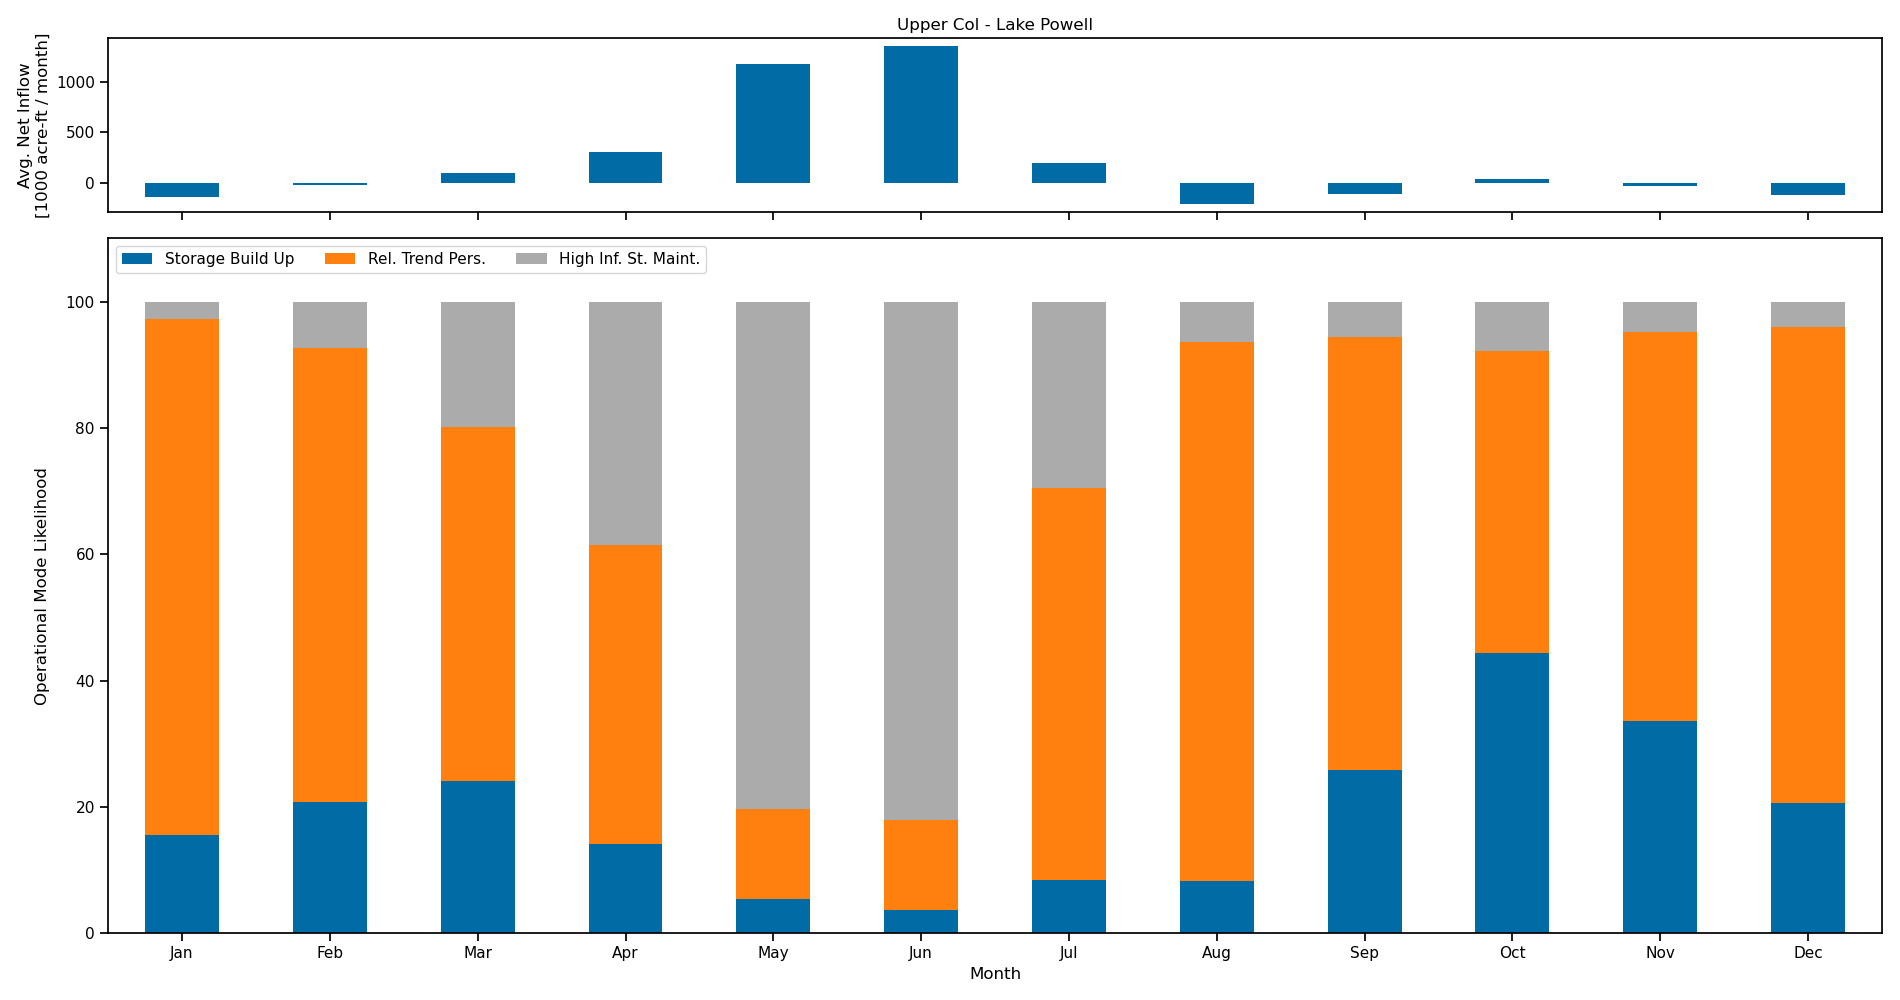 Upper Col - Lake Powell
Avg. Net Inflow
[1000 acre-ft / month]
1000
500
0
Storage Build Up
Rel. Trend Pers.
High Inf. St. Maint.
Operational Mode Likelihood
100
80
60
40
20
0
Jan Feb Mar Apr May Jun Jul Aug Sep Oct Nov Dec
Month